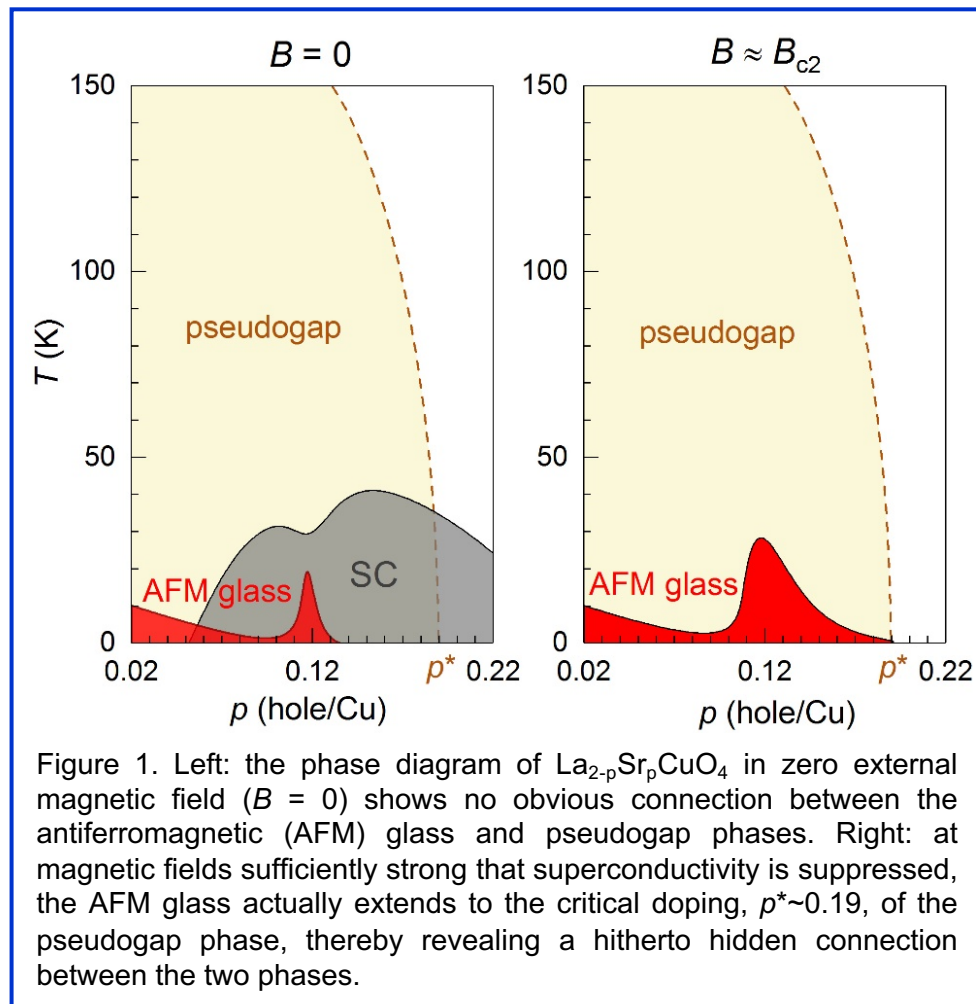 B = 0
150
100
50
0
T (K)
pseudogap
AFM glass
SC
0.02
0.12
p*
0.22
p (hole/Cu)
B ≈ Bc2
150
100
50
0
pseudogap
AFM glass
0.02
0.12
p*
0.22
p (hole/Cu)
Figure 1. Left: the phase diagram of La2-pSrpCuO4 in zero external
magnetic field (B = 0) shows no obvious connection between the
antiferromagnetic (AFM) glass and pseudogap phases. Right: at
magnetic fields sufficiently strong that superconductivity is suppressed,
the AFM glass actually extends to the critical doping, p*~0.19, of the
pseudogap phase, thereby revealing a hitherto hidden connection
between the two phases.